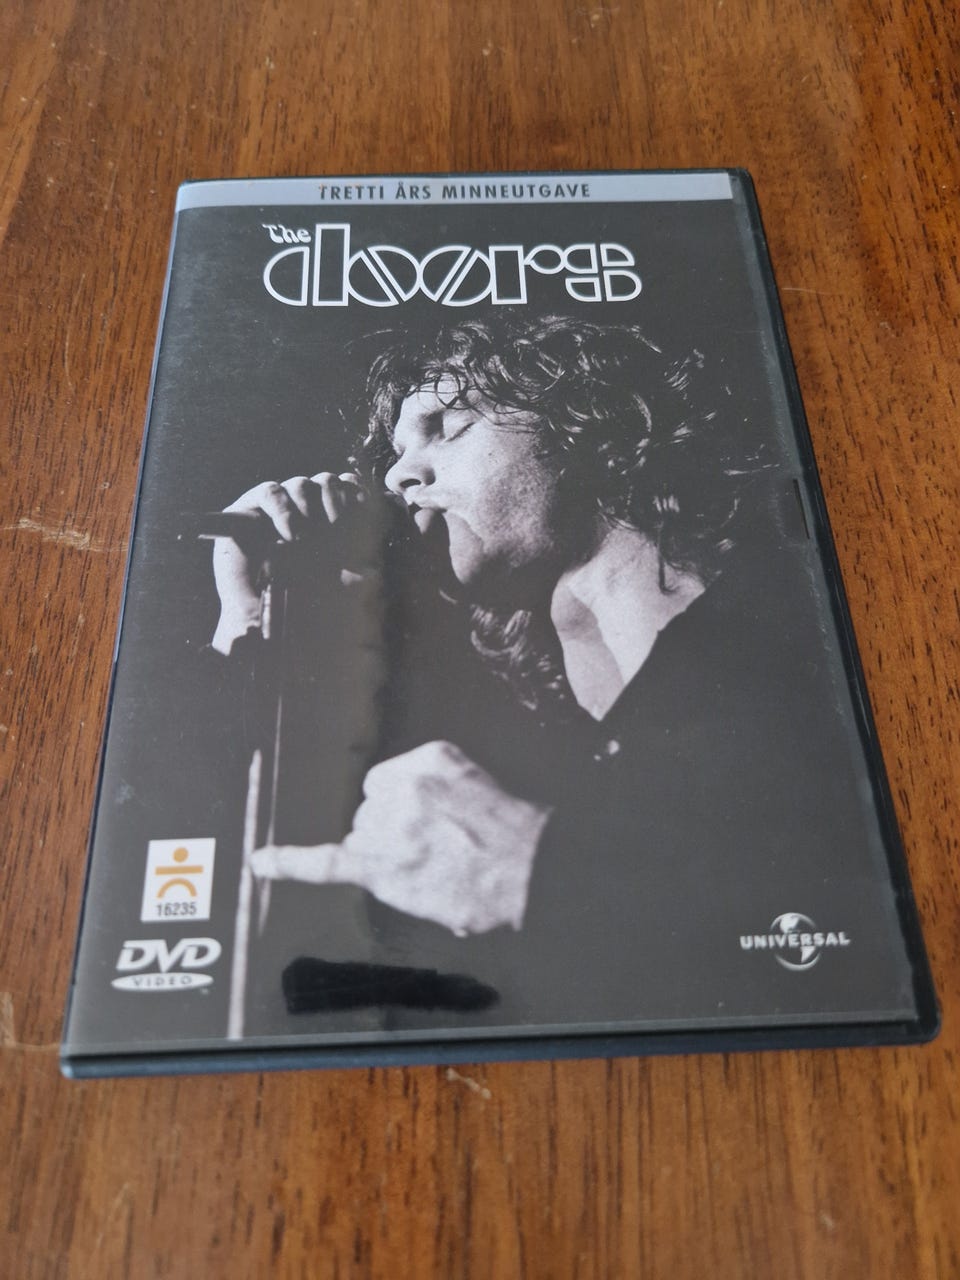 TRETTI ÅRS MINNEUTGAVE
The
doors
16235
DVD
VIDEO
UNIVERSAL